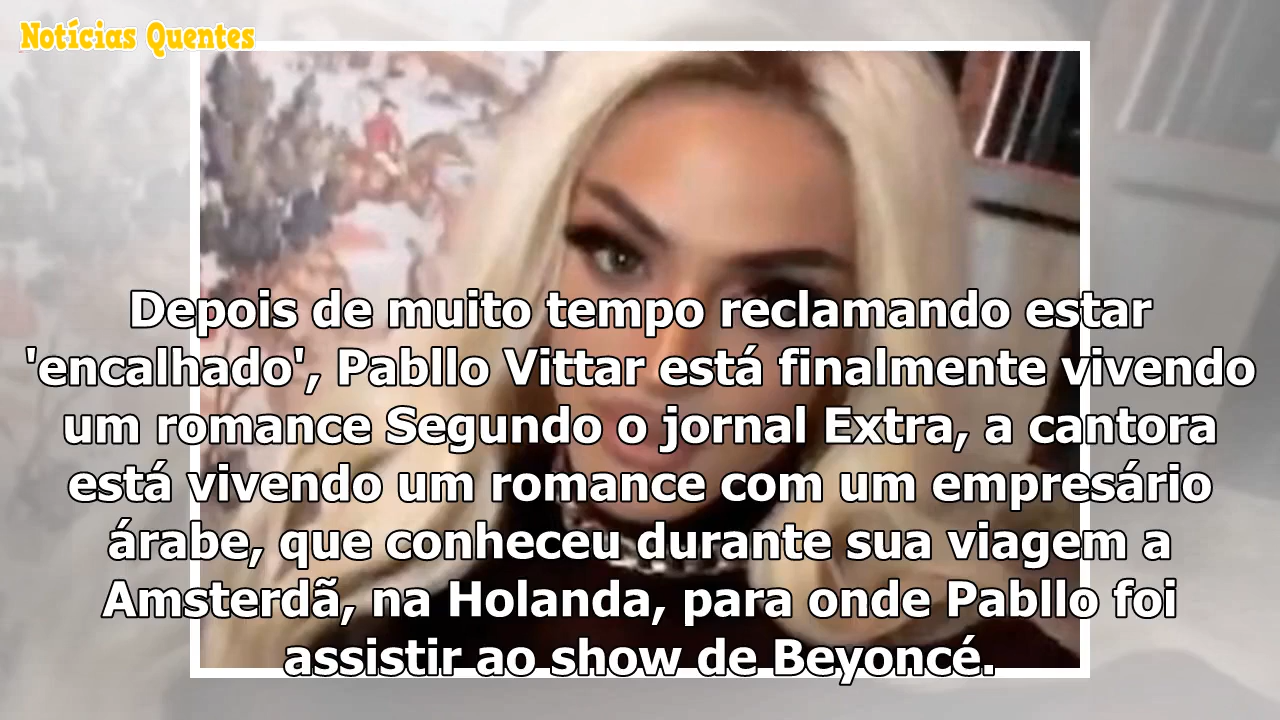 Notícias Quentes
Depois de muito tempo reclamando estar
'encalhado', Pabllo Vittar está finalmente vivendo
um romance Segundo o jornal Extra, a cantora
está vivendo um romance com um empresário
árabe, que conheceu durante sua viagem a
Amsterdã, na Holanda, para onde Pabllo foi
assistir ao show de Beyoncé.